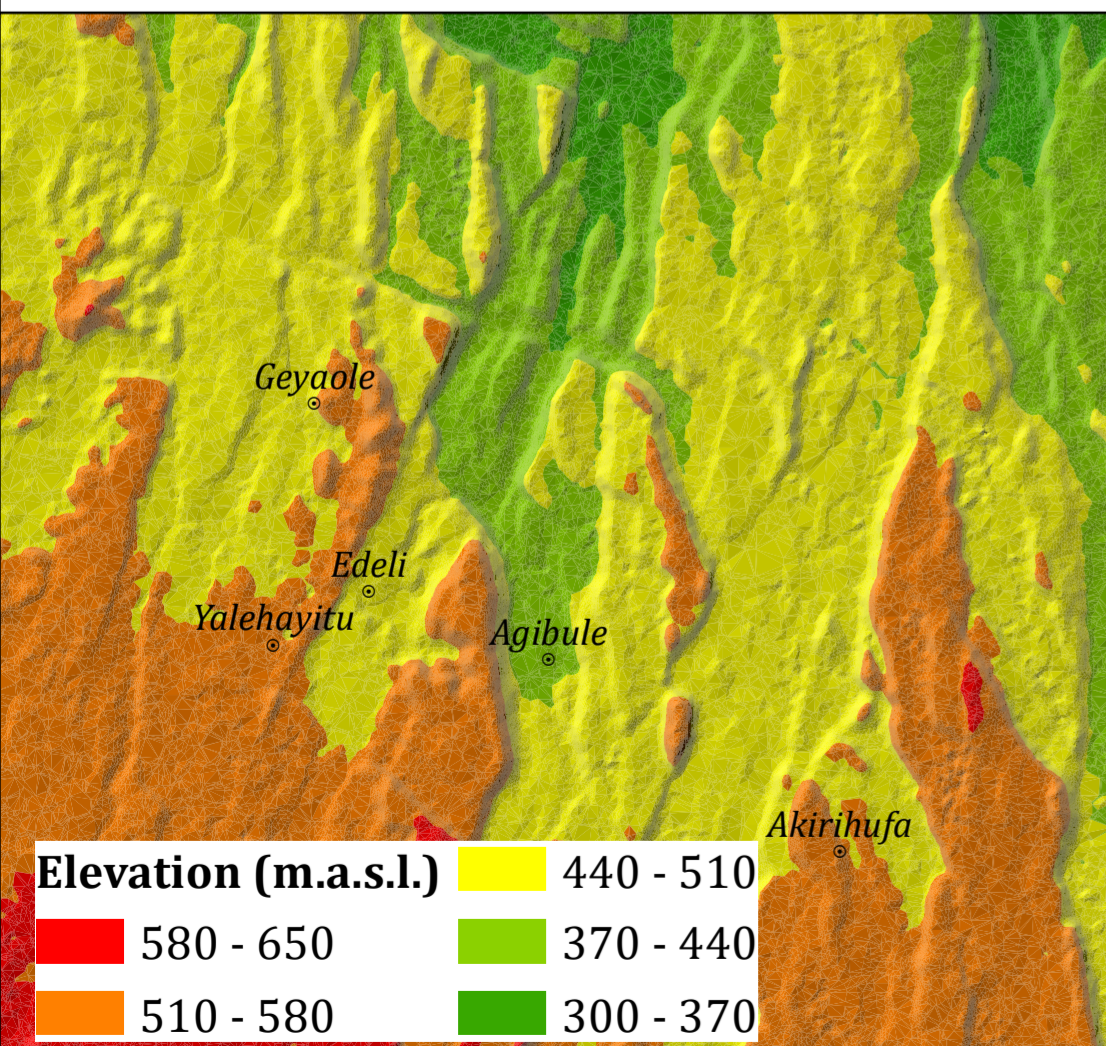 Geyaole
Edeli
Yalehayitu
Agibule
Akirihufa
Elevation (m.a.s.l.)
580 - 650
510 - 580
440 - 510
370 - 440
300 - 370